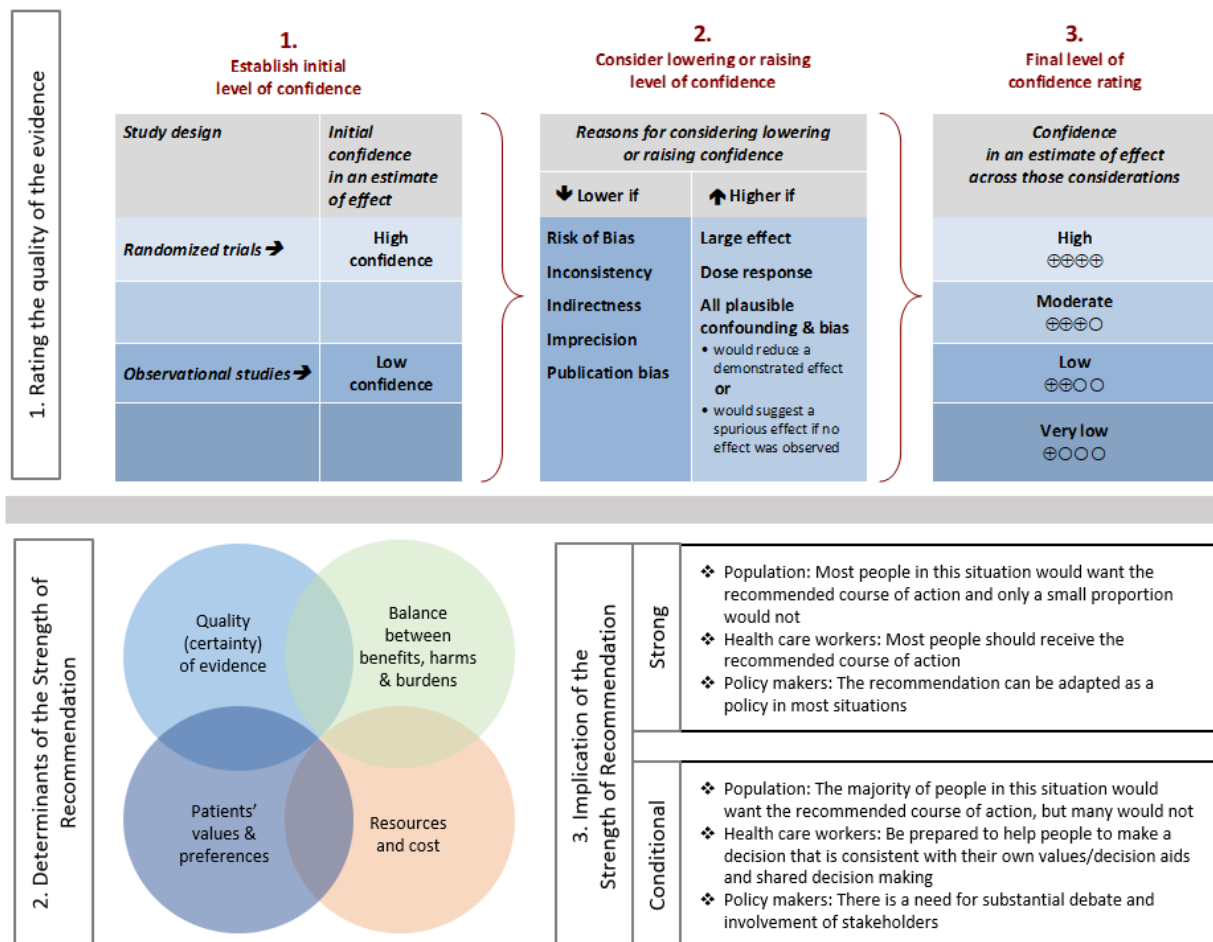 1. Rating the quality of the evidence
1.
Establish initial
level of confidence
Study design
Initial
confidence
in an estimate
of effect
Randomized trials ➔
High
confidence
Observational studies ➔
Low
confidence
2.
Consider lowering or raising
level of confidence
Reasons for considering lowering
or raising confidence
🡇 Lower if
🡅 Higher if
Risk of Bias
Inconsistency
Indirectness
Imprecision
Publication bias
Large effect
Dose response
All plausible
confounding & bias
• would reduce a
demonstrated effect
or
• would suggest a
spurious effect if no
effect was observed
3.
Final level of
confidence rating
Confidence
in an estimate of effect
across those considerations
High
⊕⊕⊕⊕
Moderate
⊕⊕⊕○
Low
⊕⊕○○
Very low
⊕○○○
2. Determinants of the Strength of
Recommendation
Quality
(certainty)
of evidence
Balance
between
benefits, harms
& burdens
Patients’
values &
preferences
Resources
and cost
3. Implication of the
Strength of Recommendation
Strong
❖ Population: Most people in this situation would want the
recommended course of action and only a small proportion
would not
❖ Health care workers: Most people should receive the
recommended course of action
❖ Policy makers: The recommendation can be adapted as a
policy in most situations
Conditional
❖ Population: The majority of people in this situation would
want the recommended course of action, but many would not
❖ Health care workers: Be prepared to help people to make a
decision that is consistent with their own values/decision aids
and shared decision making
❖ Policy makers: There is a need for substantial debate and
involvement of stakeholders